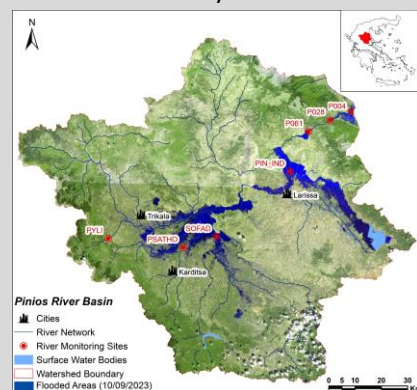 N
P004
P028
P061
PIN_IND
Larissa
Trikala
SOFAD
PYLI
PSATHO
Karditsa
Pinios River Basin
Cities
River Network
River Monitoring Sites
Surface Water Bodies
Watershed Boundary
Flooded Areas (10/09/2023)
0 5 10 20 30